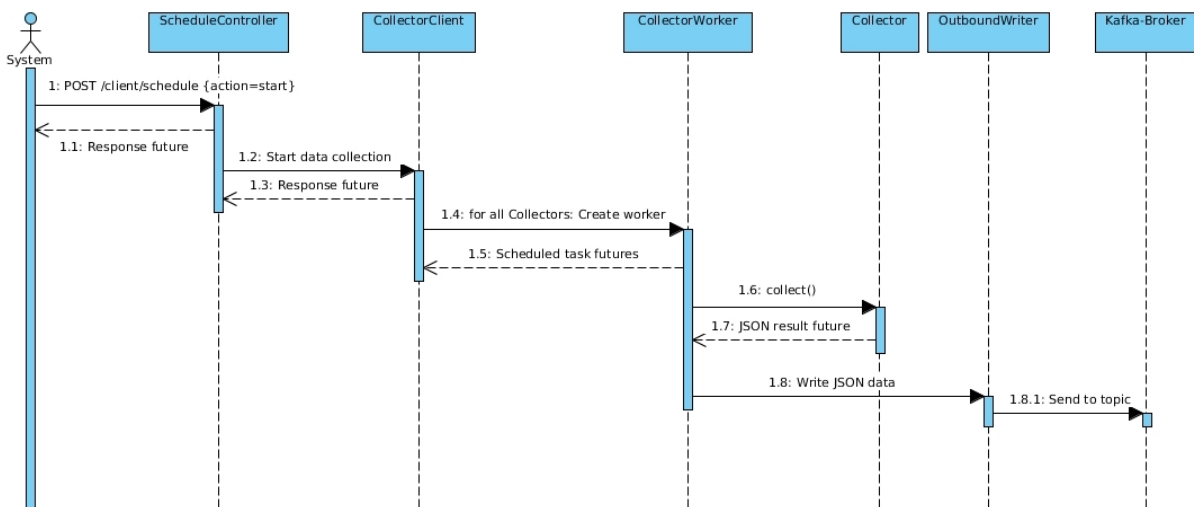 ScheduleController
CollectorClient
CollectorWorker
Collector
OutboundWriter
Kafka-Broker
System
1: POST /client/schedule {action=start}
1.1: Response future
1.2: Start data collection
1.3: Response future
1.4: for all Collectors: Create worker
1.5: Scheduled task futures
1.6: collect()
1.7: JSON result future
1.8: Write JSON data
1.8.1: Send to topic